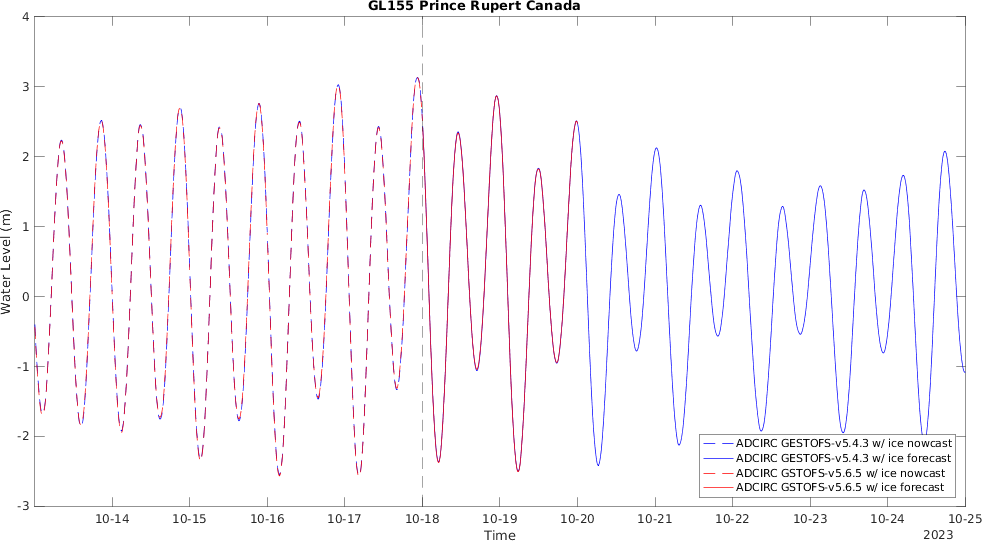 GL155 Prince Rupert Canada
4
3
2
1
0
-1
-2
-3
Water Level (m)
ADCIRC GESTOFS-v5.4.3 w/ ice nowcast
ADCIRC GESTOFS-v5.4.3 w/ ice forecast
ADCIRC GSTOFS-v5.6.5 w/ ice nowcast
ADCIRC GSTOFS-v5.6.5 w/ ice forecast
10-14 10-15 10-16 10-17 10-18 10-19 10-20 10-21 10-22 10-23 10-24 10-25
Time
2023